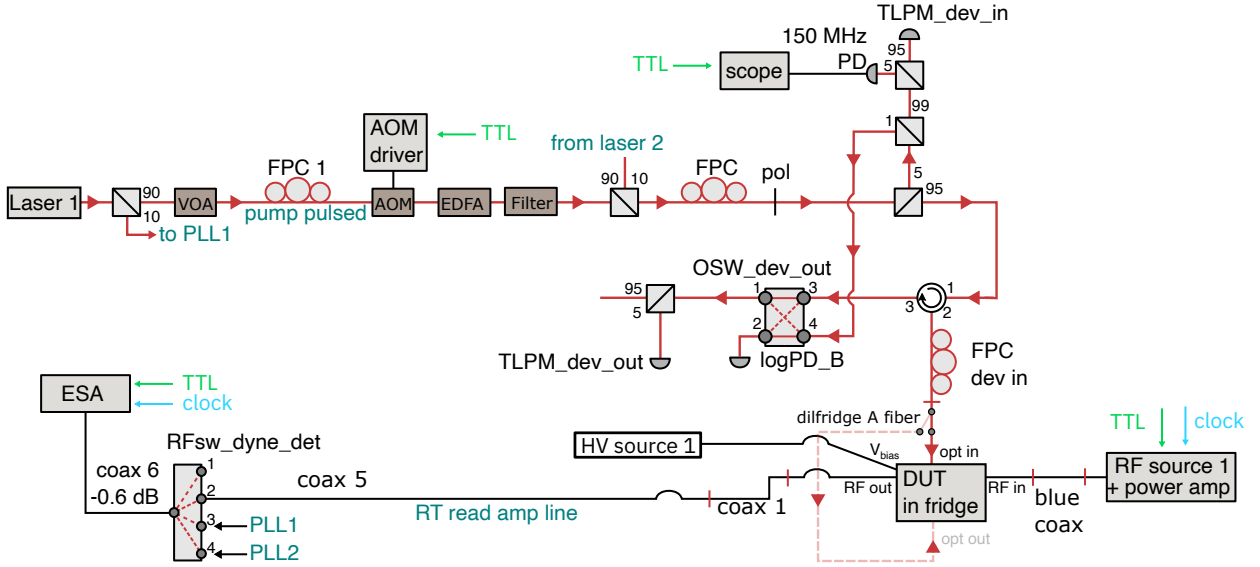 TLPM_dev_in
150 MHz
95
TTL
scope
PD
5
99
AOM
driver
TTL
from laser 2
1
FPC 1
FPC
pol
5
Laser 1
90
10
VOA
pump pulsed
AOM
EDFA
Filter
90
10
95
to PLL1
OSW_dev_out
95
5
1
3
3
1
2
2
4
TLPM_dev_out
logPD_B
FPC
dev in
ESA
TTL
clock
dilfridge A fiber
TTL
clock
RFsw_dyne_det
HV source 1
Vbias
opt in
coax 6
-0.6 dB
1
2
coax 5
RF out
DUT
in fridge
RF in
RF source 1
+ power amp
RT read amp line
coax 1
blue
coax
3
PLL1
4
PLL2
opt out